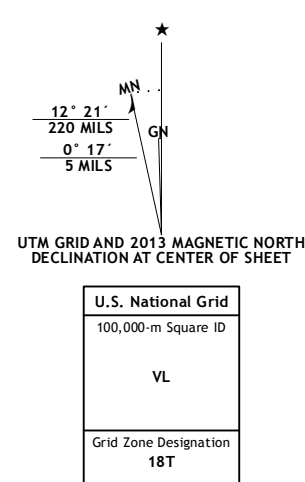 ★
MN
12° 21´
220 MILS
GN
0° 17´
5 MILS
UTM GRID AND 2013 MAGNETIC NORTH
DECLINATION AT CENTER OF SHEET
U.S. National Grid
100,000-m Square ID
VL
Grid Zone Designation
18T